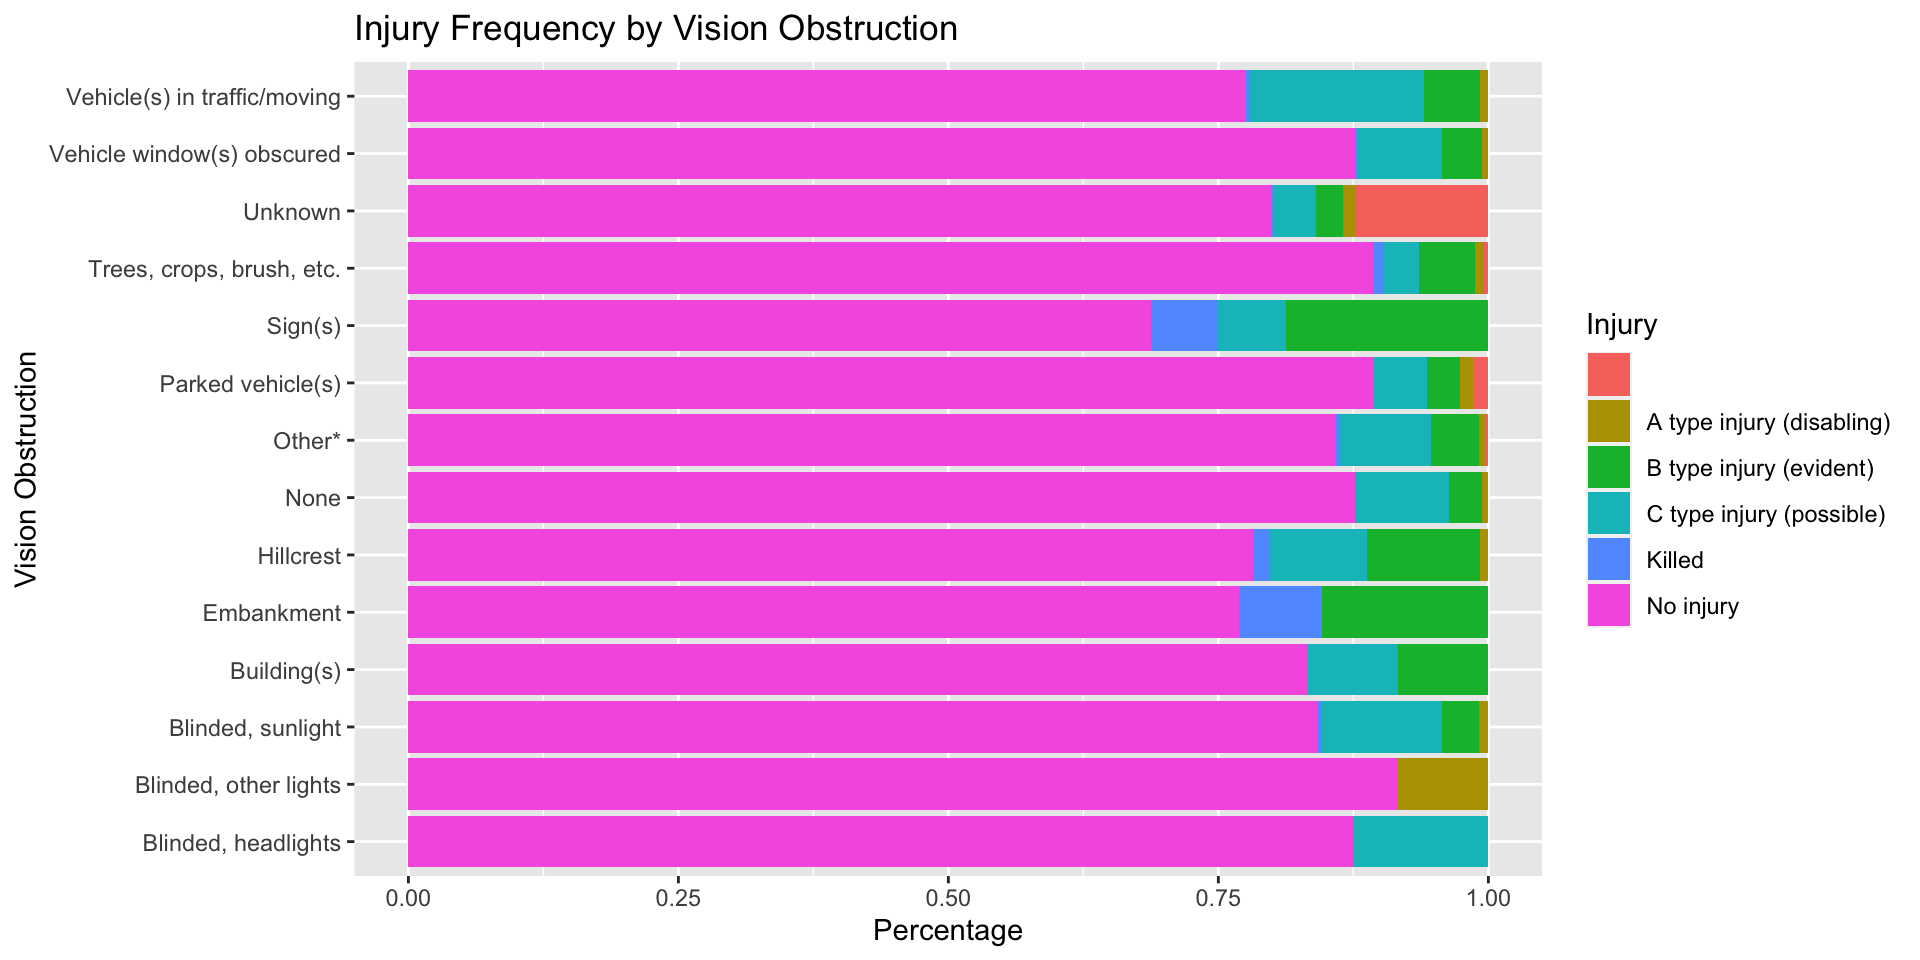 Injury Frequency by Vision Obstruction
Vision Obstruction
Vehicle(s) in traffic/moving
Vehicle window(s) obscured
Unknown
Trees, crops, brush, etc.
Sign(s)
Parked vehicle(s)
Other*
None
Hillcrest
Embankment
Building(s)
Blinded, sunlight
Blinded, other lights
Blinded, headlights
0.00 0.25 0.50 0.75 1.00
Percentage
Injury
A type injury (disabling)
B type injury (evident)
C type injury (possible)
Killed
No injury